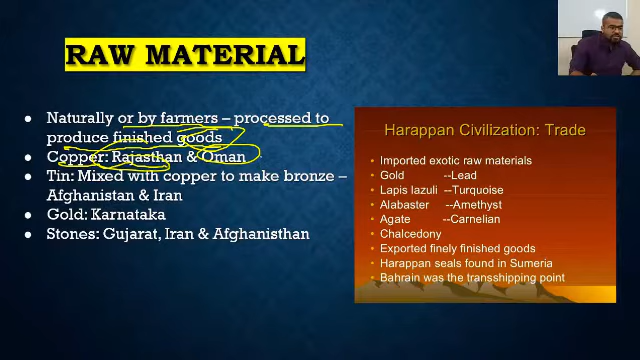 RAW MATERIAL
● Naturally or by farmers – processed to
produce finished goods
● Copper: Rajasthan & Oman
● Tin: Mixed with copper to make bronze –
Afghanistan & Iran
● Gold: Karnataka
● Stones: Gujarat, Iran & Afghanisthan
Harappan Civilization: Trade
• Imported exotic raw materials
• Gold --Lead
• Lapis lazuli --Turquoise
• Alabaster --Amethyst
• Agate --Carnelian
• Chalcedony
• Exported finely finished goods
• Harappan seals found in Sumeria
• Bahrain was the transshipping point